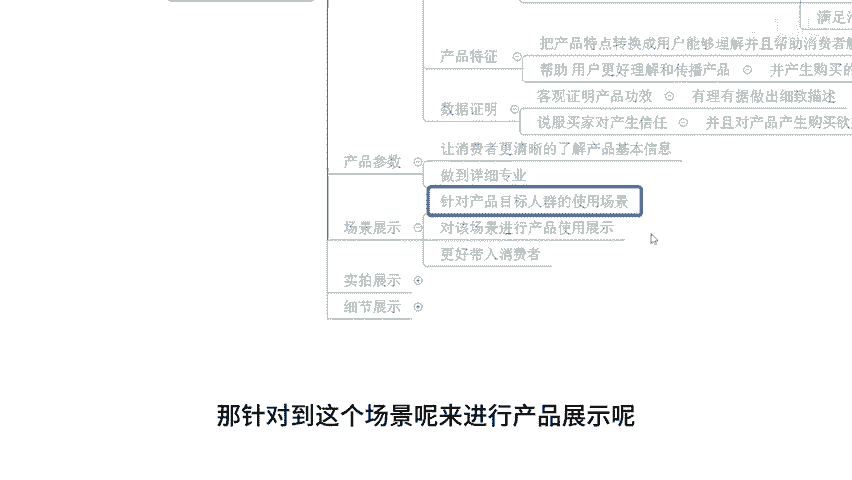 满足
产品特征
把产品特点转换成用户能够理解并且帮助消费者
帮助 用户更好理解和传播产品 并产生购买的
数据证明
客观证明产品功效 有理有据做出细致描述
说服买家对产生信任 并且对产品产生购买欲
产品参数
让消费者更清晰的了解产品基本信息
做到详细专业
场景展示
针对产品目标人群的使用场景
对该场景进行产品使用展示
更好带入消费者
实拍展示
细节展示
那针对到这个场景呢来进行产品展示呢